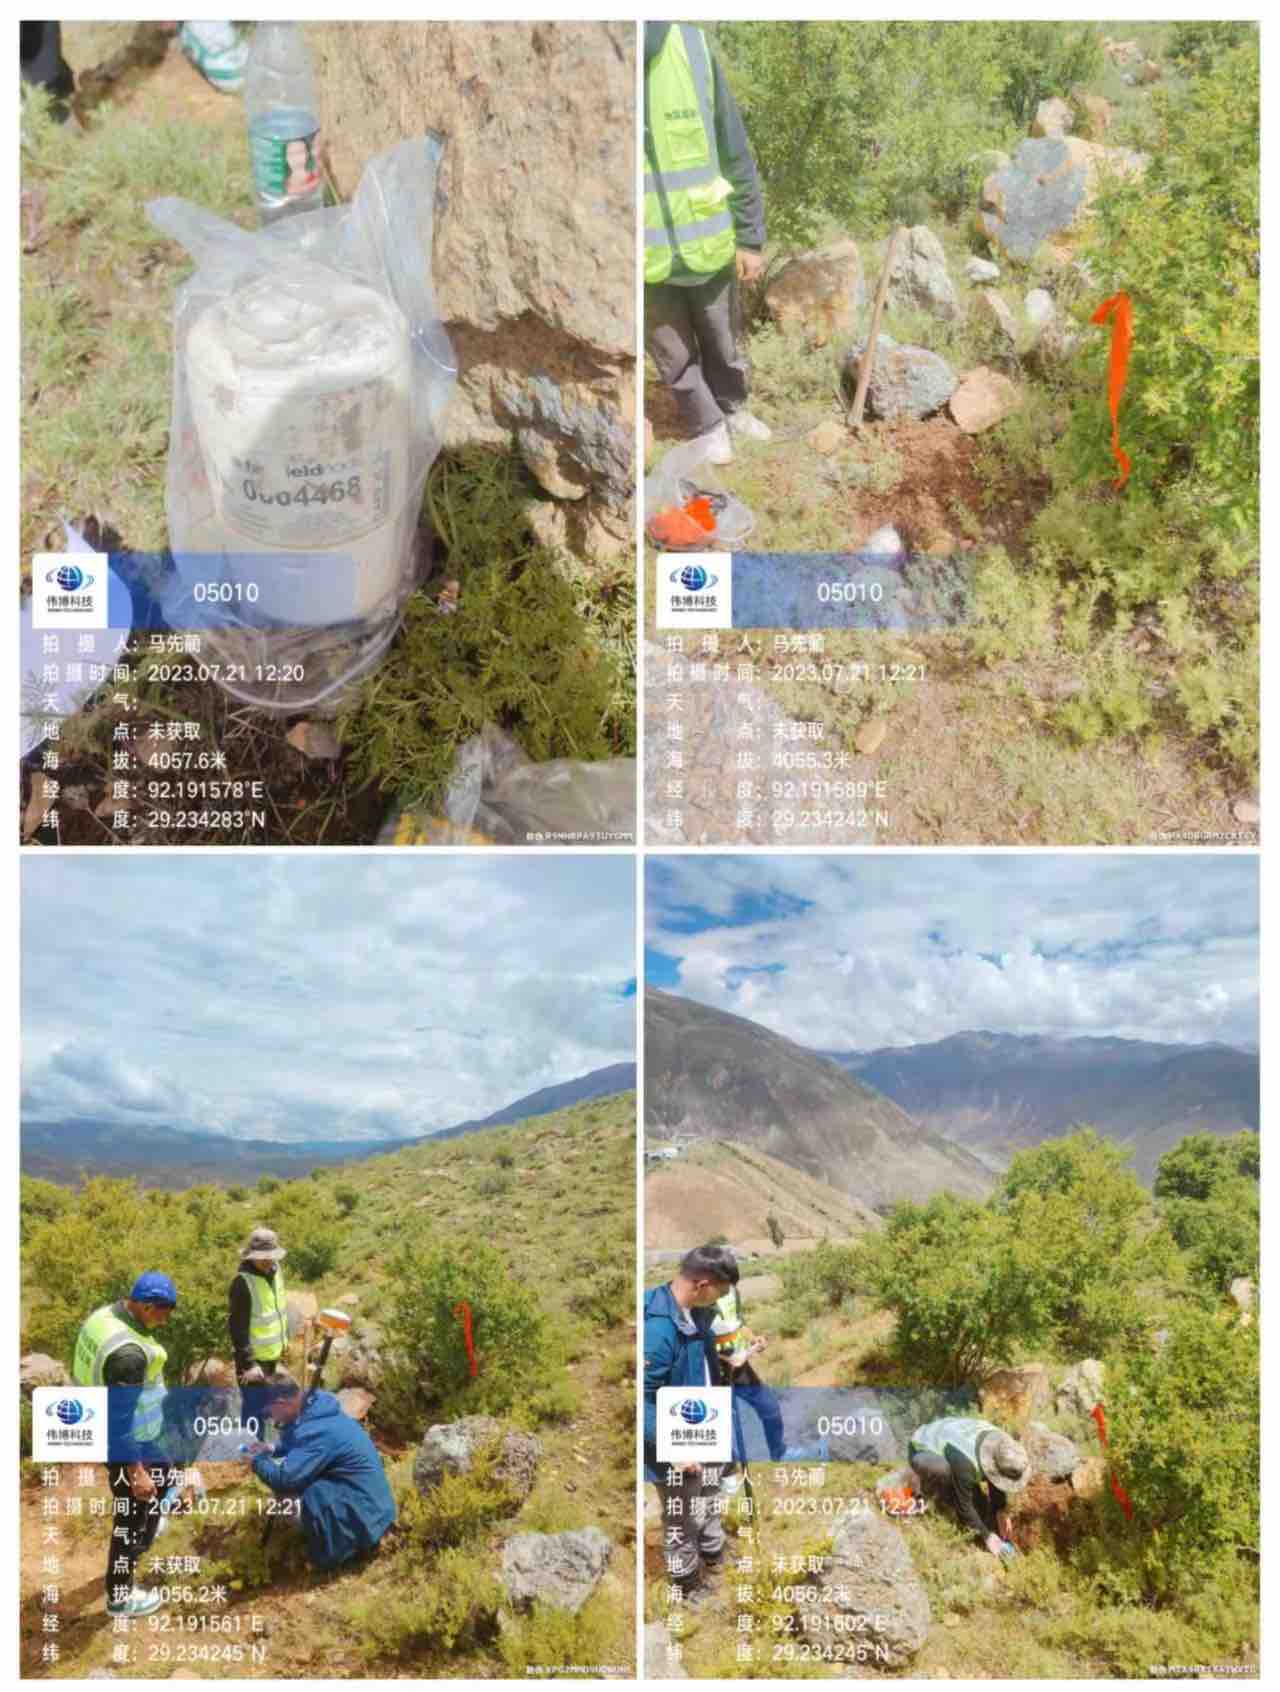 0004468
伟博科技
05010
拍摄人：马先蔺
拍摄时间：2023.07.21 12:20
天气：
地点：未获取
海拔：4057.6米
经度：92.191578°E
纬度：29.234283°N
伟博科技
05010
拍摄人：马先蔺
拍摄时间：2023.07.21 12:21
天气：
地点：未获取
海拔：4055.3米
经度：92.191589°E
纬度：29.234242°N
伟博科技
05010
拍摄人：马先蔺
拍摄时间：2023.07.21 12:21
天气：
地点：未获取
海拔：4056.2米
经度：92.191561°E
纬度：29.234245°N
伟博科技
05010
拍摄人：马先蔺
拍摄时间：2023.07.21 12:21
天气：
地点：未获取
海拔：4056.2米
经度：92.191602°E
纬度：29.234245°N